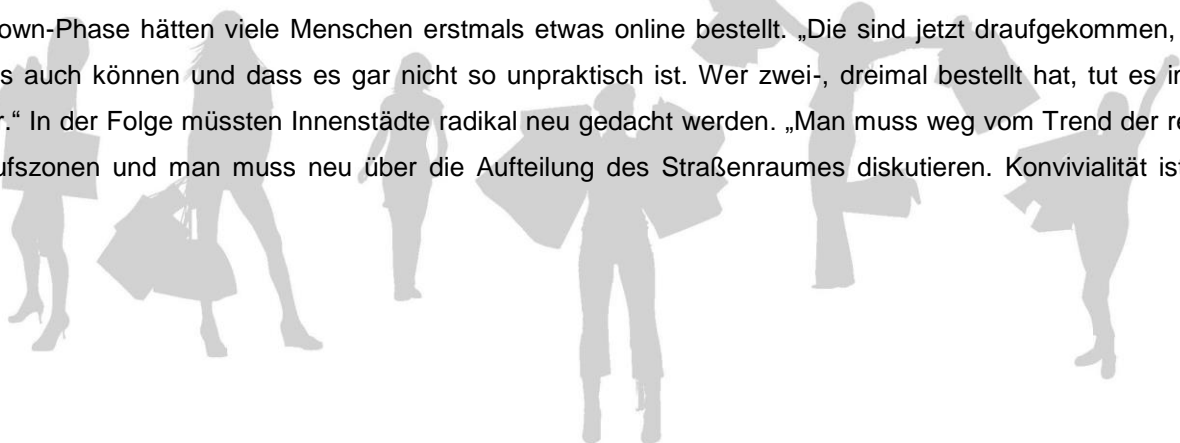 own-Phase hätten viele Menschen erstmals etwas online bestellt. „Die sind jetzt draufgekommen,
s auch können und dass es gar nicht so unpraktisch ist. Wer zwei-, dreimal bestellt hat, tut es i
r.“ In der Folge müssten Innenstädte radikal neu gedacht werden. „Man muss weg vom Trend der re
ufszonen und man muss neu über die Aufteilung des Straßenraumes diskutieren. Konvivialität ist